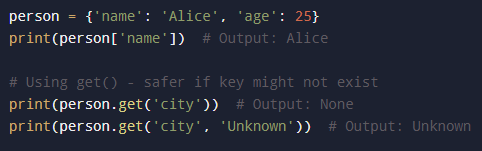 person = {'name': 'Alice', 'age': 25}
print(person['name'])  # Output: Alice

# Using get() - safer if key might not exist
print(person.get('city'))  # Output: None
print(person.get('city', 'Unknown'))  # Output: Unknown